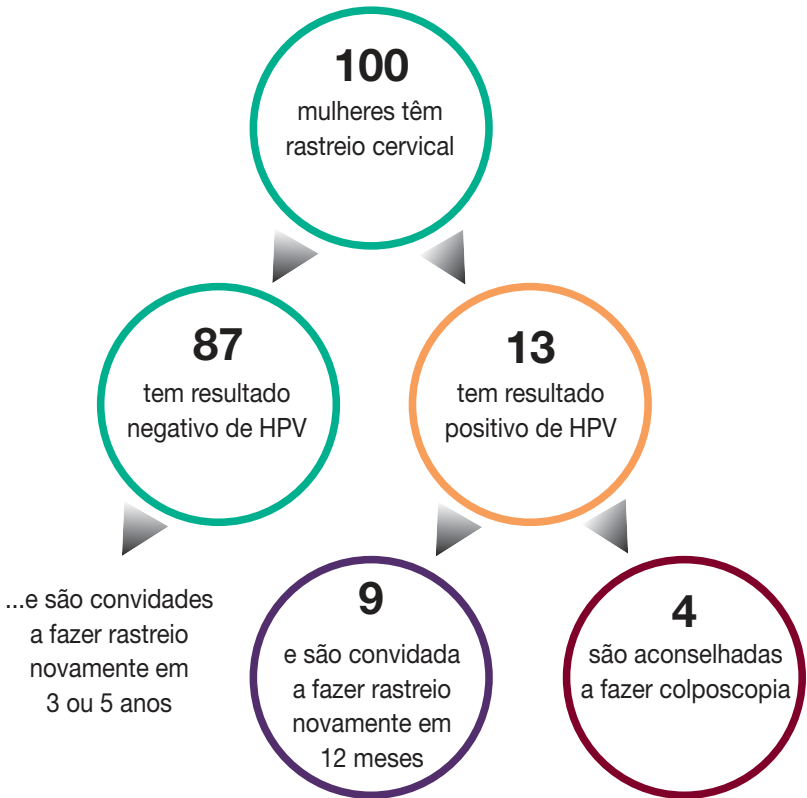 100
mulheres têm
rastreio cervical
87
tem resultado
negativo de HPV
13
tem resultado
positivo de HPV
...e são convidades
a fazer rastreio
novamente em
3 ou 5 anos
9
e são convidada
a fazer rastreio
novamente em
12 meses
4
são aconselhadas
a fazer colposcopia